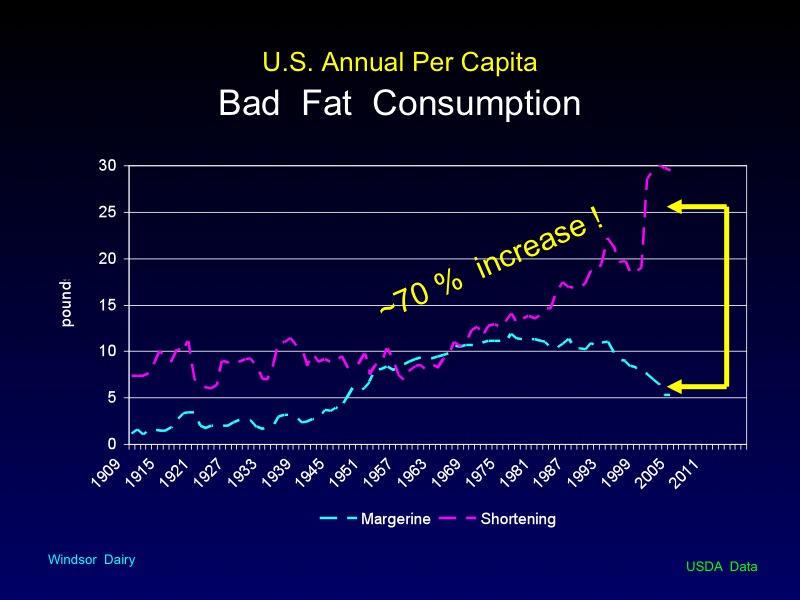 U.S. Annual Per Capita
Bad Fat Consumption
30
25
20
15
10
5
0
pounds
~70 % increase !
1909 1915 1921 1927 1933 1939 1945 1951 1957 1963 1969 1975 1981 1987 1993 1999 2005 2011
Margerine Shortening
Windsor Dairy
USDA Data